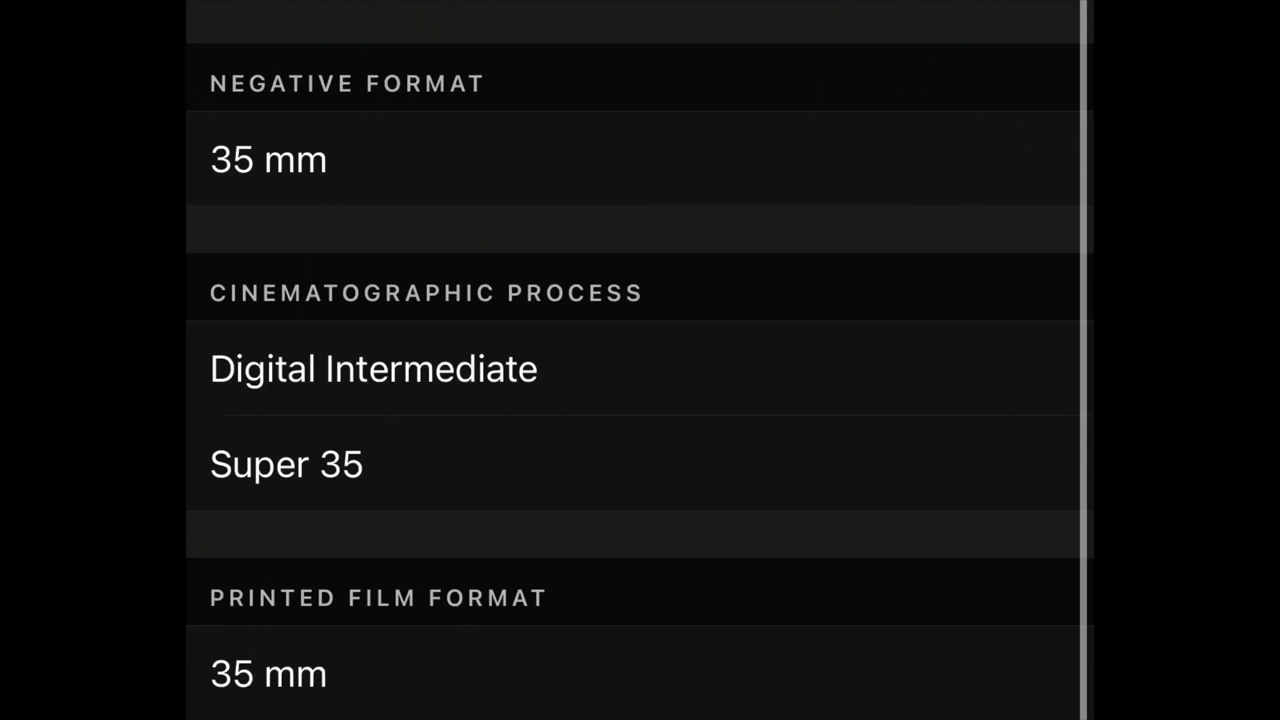 NEGATIVE FORMAT
35 mm
CINEMATOGRAPHIC PROCESS
Digital Intermediate
Super 35
PRINTED FILM FORMAT
35 mm